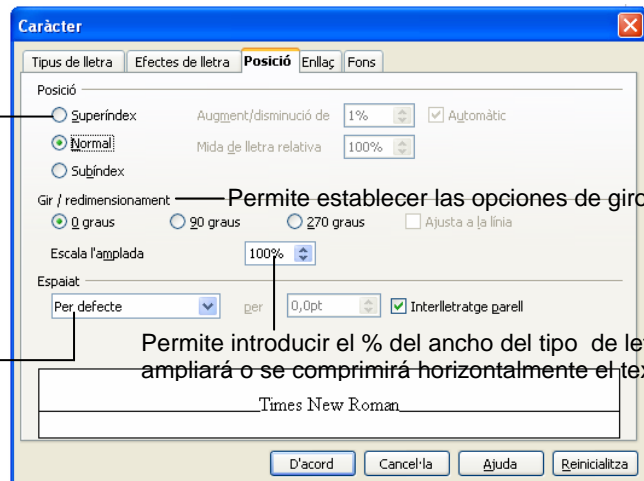 Caràcter
Tipus de lletra Efectes de lletra Posició Enllaç Fons
Posició
Superíndex Augment/disminució de 1% Automàtic
Normal Mida de lletra relativa 100%
Subíndex
Gir / redimensionament Permite establecer las opciones de giro
0 graus 90 graus 270 graus Ajusta a la línia
Escala l'amplada 100%
Espaiat
Per defecte per 0,0pt Interlletratge parell
Permite introducir el % del ancho del tipo de
ampliará o se comprimirá horizontalmente el
Times New Roman
D'acord Cancel·la Ajuda Reinicialitza